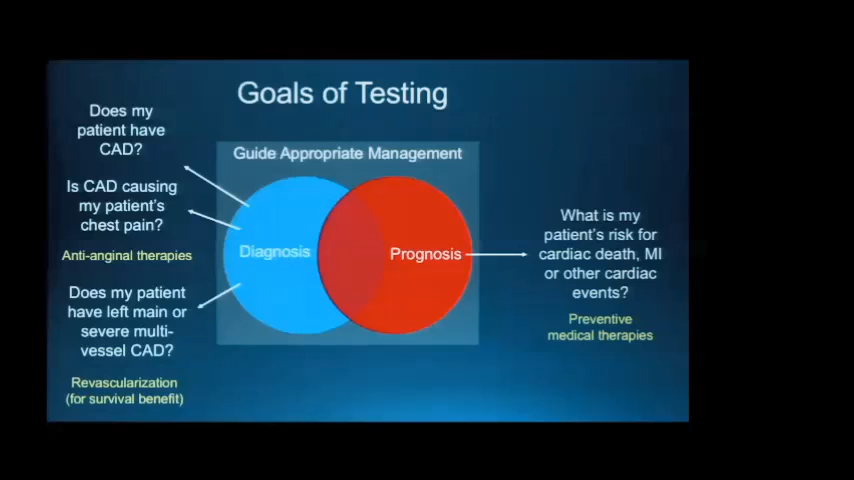 Goals of Testing
Does my
patient have
CAD?
Is CAD causing
my patient's
chest pain?
Anti-anginal therapies
Does my patient
have left main or
severe multi-
vessel CAD?
Revascularization
(for survival benefit)
Guide Appropriate Management
Diagnosis
Prognosis
What is my
patient's risk for
cardiac death, MI
or other cardiac
events?
Preventive
medical therapies